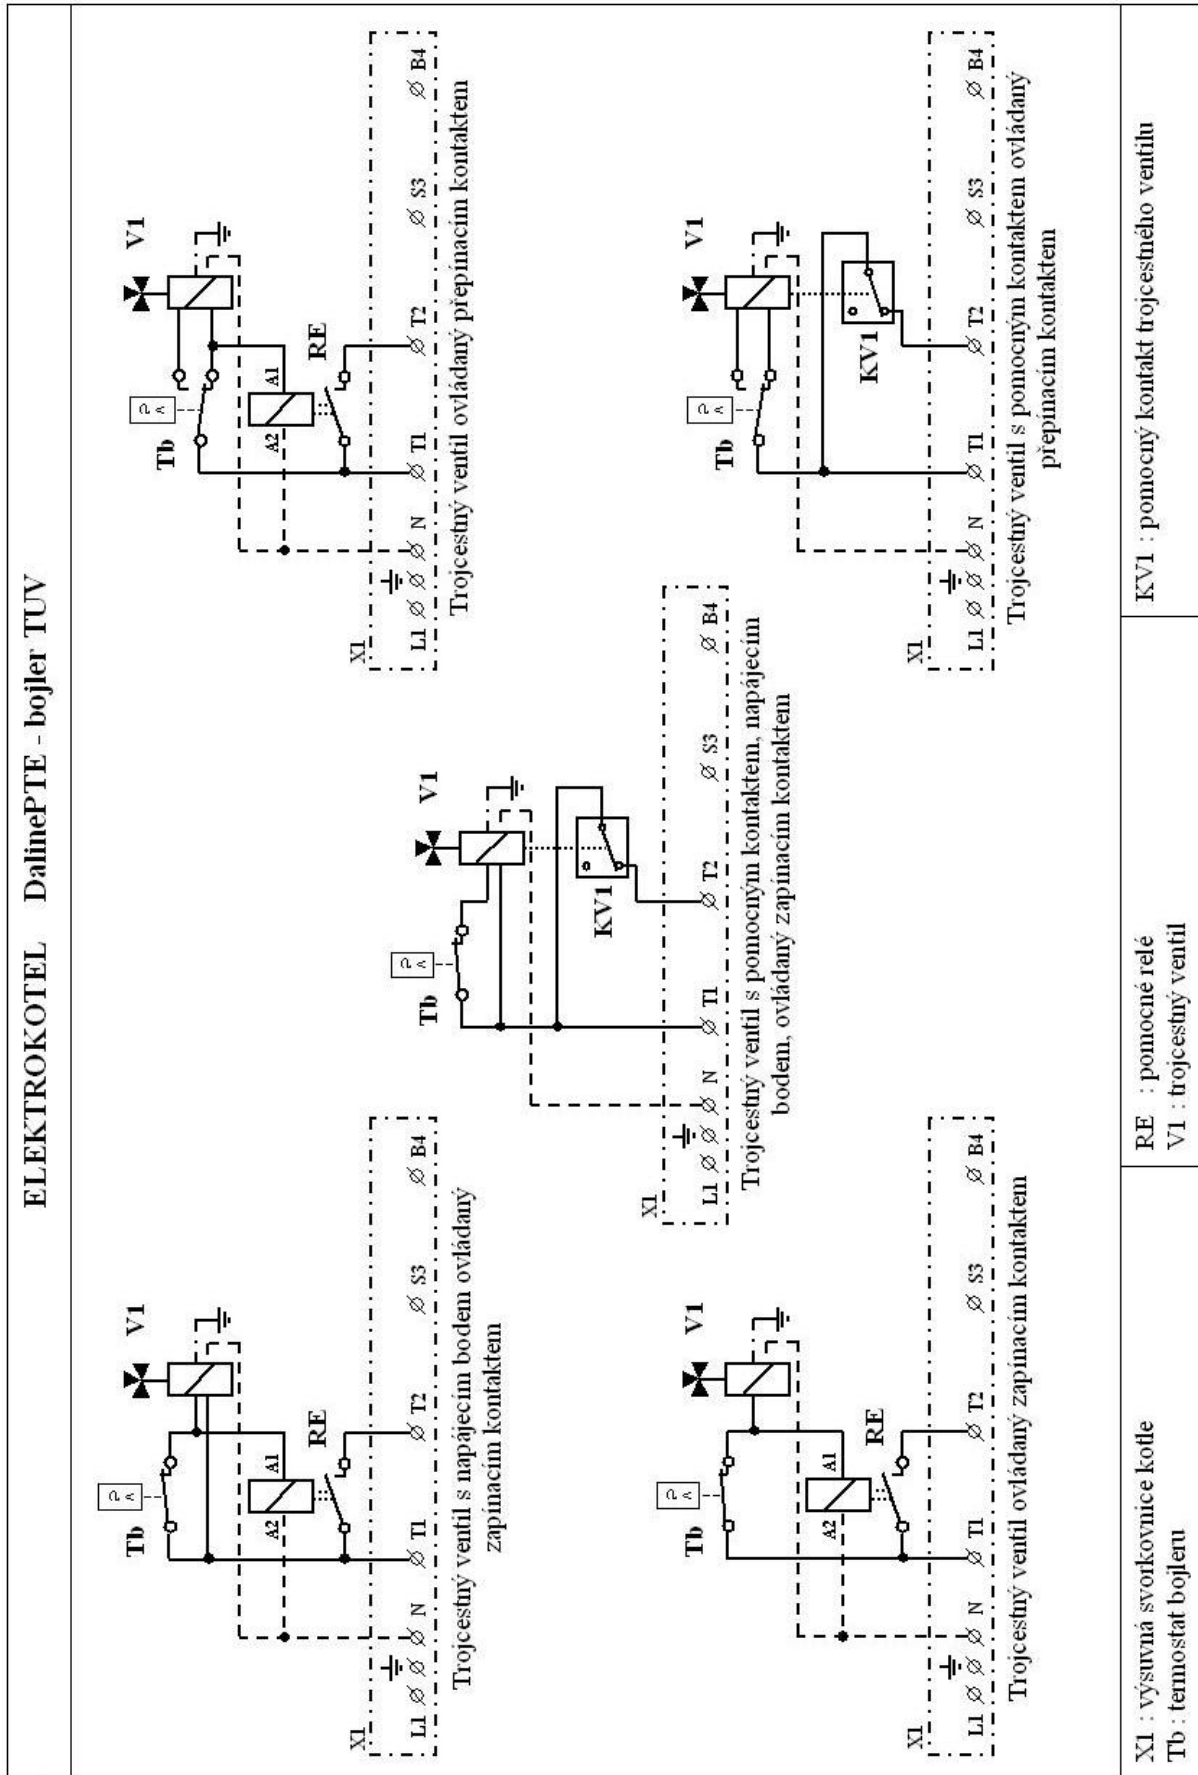 ELEKTROKOTEL DalinePTE - bojler TUV
V1
Tb
A2 A1
RE
X1
L1 N T1 T2 S3 B4
Trojcestný ventil s napájecím bodem ovládaný
zapínacím kontaktem
V1
Tb
A2 A1
RE
X1
L1 N T1 T2 S3 B4
Trojcestný ventil ovládaný přepínacím kontaktem
V1
Tb
KV1
X1
L1 N T1 T2 S3 B4
Trojcestný ventil s pomocným kontaktem, napájecím
bodem, ovládaný zapínacím kontaktem
V1
Tb
A2 A1
RE
X1
L1 N T1 T2 S3 B4
Trojcestný ventil ovládaný zapínacím kontaktem
V1
Tb
KV1
X1
L1 N T1 T2 S3 B4
Trojcestný ventil s pomocným kontaktem ovládaný
přepínacím kontaktem
X1 : výsuvná svorkovnice kotle
Tb : termostat bojleru
RE : pomocné relé
V1 : trojcestný ventil
KV1 : pomocný kontakt trojcestného ventilu